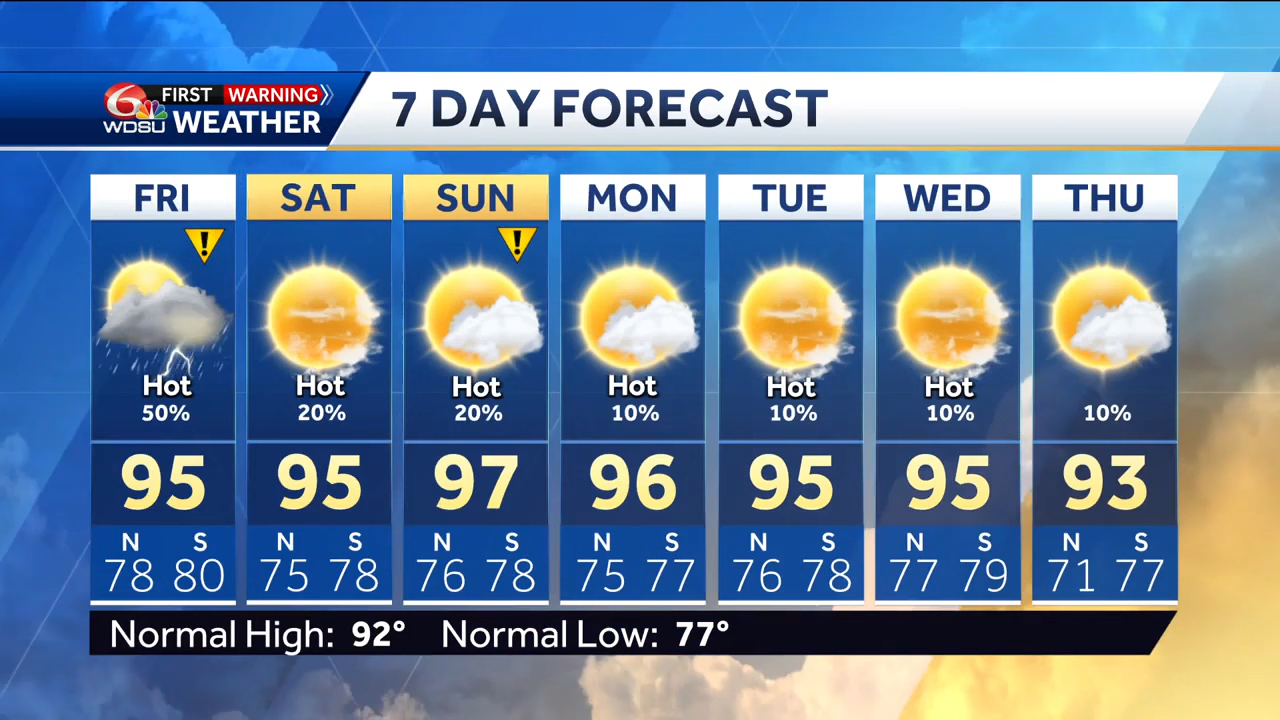 6 WDSU FIRST WARNING WEATHER
7 DAY FORECAST
FRI SAT SUN MON TUE WED THU
! !
Hot Hot Hot Hot Hot Hot
50% 20% 20% 10% 10% 10% 10%
95 95 97 96 95 95 93
N S N S N S N S N S N S N S
78 80 75 78 76 78 75 77 76 78 77 79 71 77
Normal High: 92° Normal Low: 77°